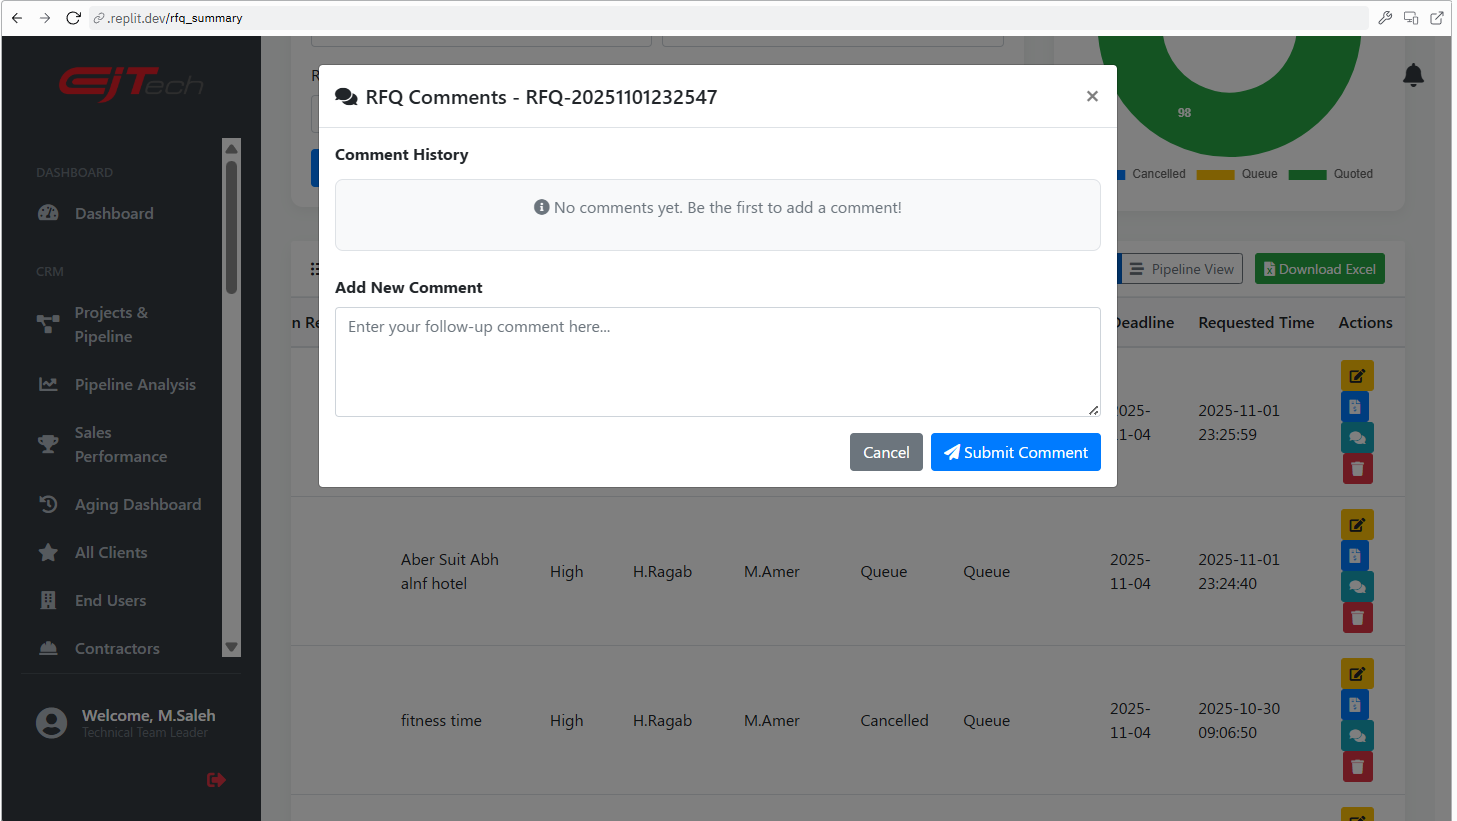 .replit.dev/rfq_summary
EJTech
DASHBOARD
Dashboard
CRM
Projects &
Pipeline
Pipeline Analysis
Sales
Performance
Aging Dashboard
All Clients
End Users
Contractors
Welcome, M.Saleh
Technical Team Leader
R
RFQ Comments - RFQ-20251101232547
×
Comment History
No comments yet. Be the first to add a comment!
Add New Comment
Enter your follow-up comment here...
Cancel
Submit Comment
98
Cancelled Queue Quoted
Pipeline View Download Excel
n Re Deadline Requested Time Actions
025-
1-04
2025-11-01
23:25:59
Aber Suit Abh
alnf hotel
High H.Ragab M.Amer Queue Queue
2025-
11-04
2025-11-01
23:24:40
fitness time High H.Ragab M.Amer Cancelled Queue
2025-
11-04
2025-10-30
09:06:50